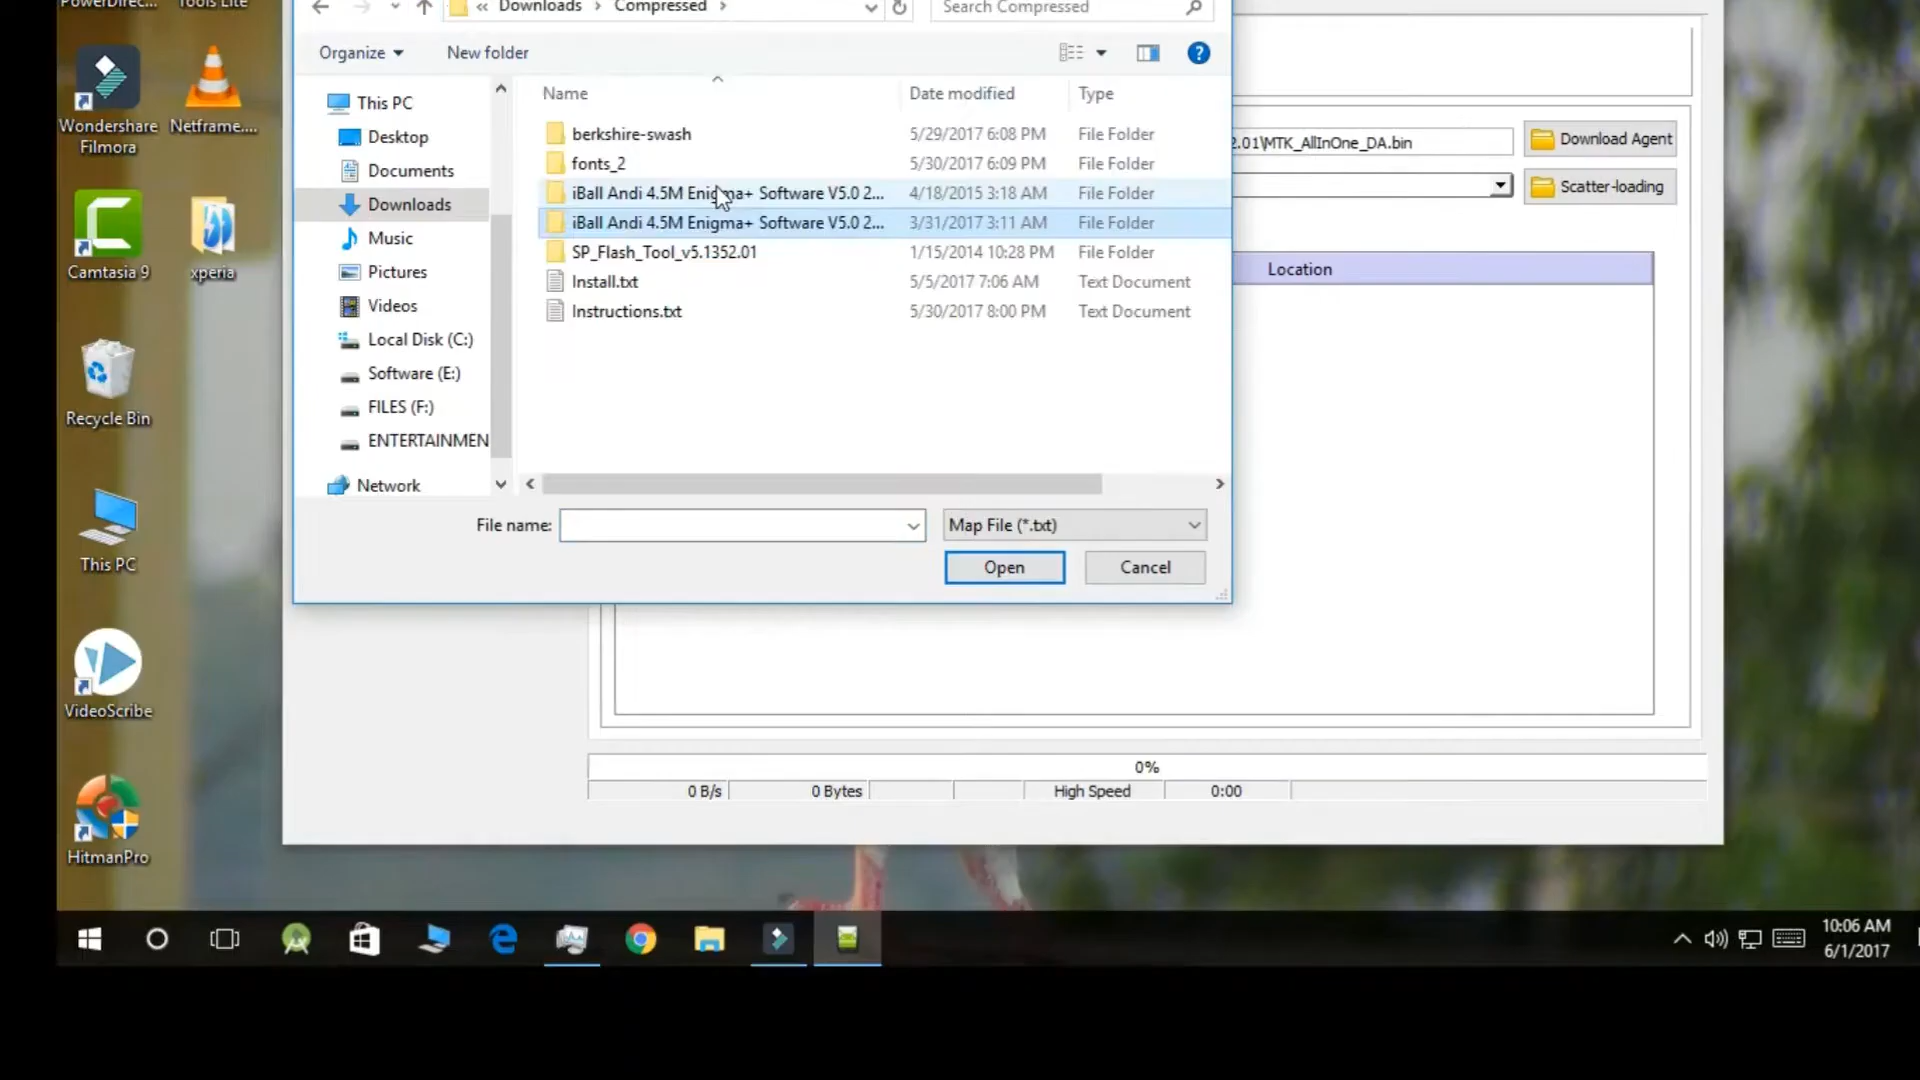 PowerDirec...
Tools Lite
Wondershare
Filmora
Netframe....
Camtasia 9
xperia
Recycle Bin
This PC
VideoScribe
HitmanPro
« Downloads > Compressed >
Search Compressed
Organize
New folder
This PC
Desktop
Documents
Downloads
Music
Pictures
Videos
Local Disk (C:)
Software (E:)
FILES (F:)
ENTERTAINMEN
Network
Name Date modified Type
berkshire-swash 5/29/2017 6:08 PM File Folder
fonts_2 5/30/2017 6:09 PM File Folder
iBall Andi 4.5M Enigma+ Software V5.0 2... 4/18/2015 3:18 AM File Folder
iBall Andi 4.5M Enigma+ Software V5.0 2... 3/31/2017 3:11 AM File Folder
SP_Flash_Tool_v5.1352.01 1/15/2014 10:28 PM File Folder
Install.txt 5/5/2017 7:06 AM Text Document
Instructions.txt 5/30/2017 8:00 PM Text Document
File name:
Map File (*.txt)
Open
Cancel
2.01\MTK_AllInOne_DA.bin
Download Agent
Scatter-loading
Location
0%
0 B/s 0 Bytes High Speed 0:00
10:06 AM
6/1/2017